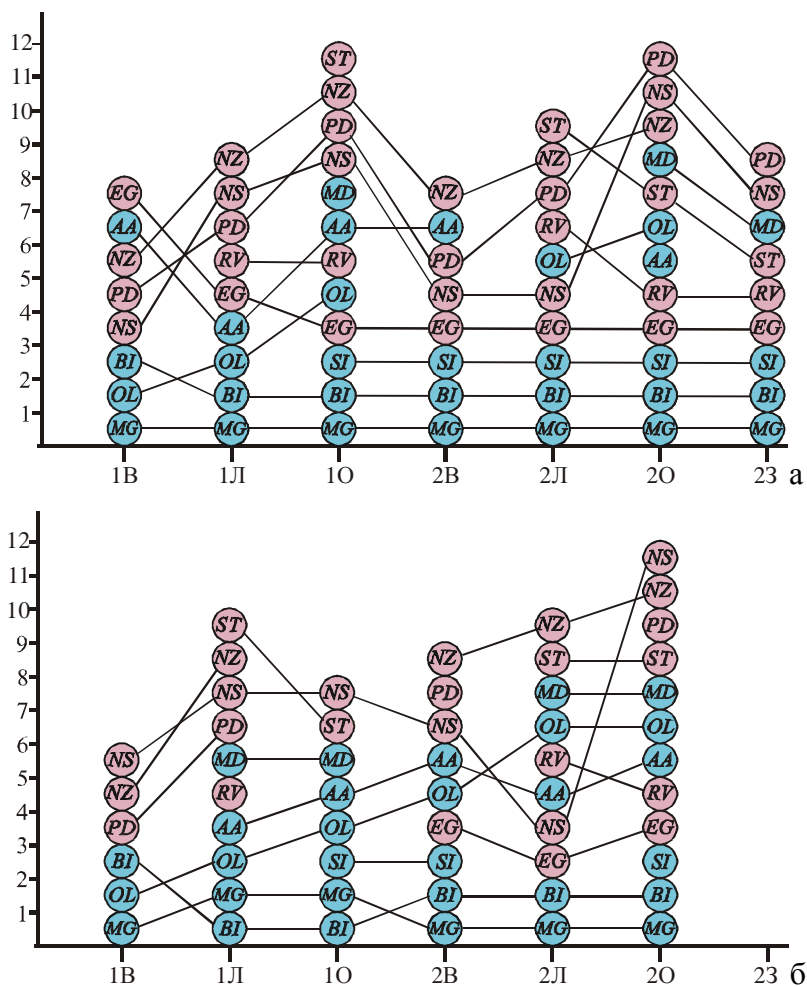 12
ST PD
11
NZ NS
10
PD ST NZ
9
NZ NS NZ MD PD
8
EG NS MD NZ PD ST NS
7
AA PD AA AA RV OL MD
6
NZ RV RV PD OL AA ST
5
PD EG OL NS NS RV RV
4
NS AA EG EG EG EG EG
3
BI OL SI SI SI SI SI
2
OL BI BI BI BI BI BI
1
MG MG MG MG MG MG MG
1В 1Л 1О 2В 2Л 2О 2З а
12
NS
11
NZ
10
ST NZ PD
9
NZ NZ ST ST
8
NS NS PD MD MD
7
PD ST NS OL OL
6
NS MD MD AA RV AA
5
NZ RV AA OL AA RV
4
PD AA OL EG NS EG
3
BI OL SI SI EG SI
2
OL MG MG BI BI BI
1
MG BI BI MG MG MG
1В 1Л 1О 2В 2Л 2О 2З б